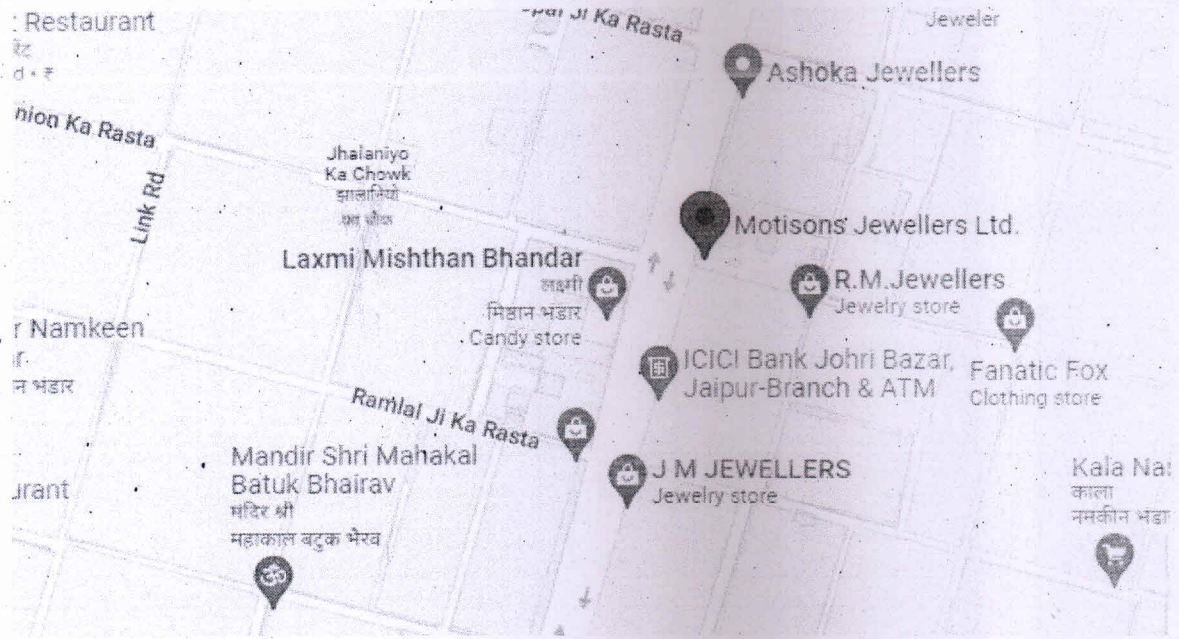 Restaurant
d • ₹
Ji Ka Rasta
Jeweler
Ashoka Jewellers
nion Ka Rasta
Link Rd
Jhalaniyo
Ka Chowk
झालानियो
का चौक
Motisons Jewellers Ltd.
Laxmi Mishthan Bhandar
लक्ष्मी
मिष्ठान भंडार
Candy store
R.M.Jewellers
Jewelry store
r Namkeen
r
न भंडार
ICICI Bank Johri Bazar,
Jaipur-Branch & ATM
Fanatic Fox
Clothing store
Ramlal Ji Ka Rasta
Mandir Shri Mahakal
Batuk Bhairav
मंदिर श्री
महाकाल बटुक भैरव
J M JEWELLERS
Jewelry store
urant
Kala Na
काला
नमकीन भंडा